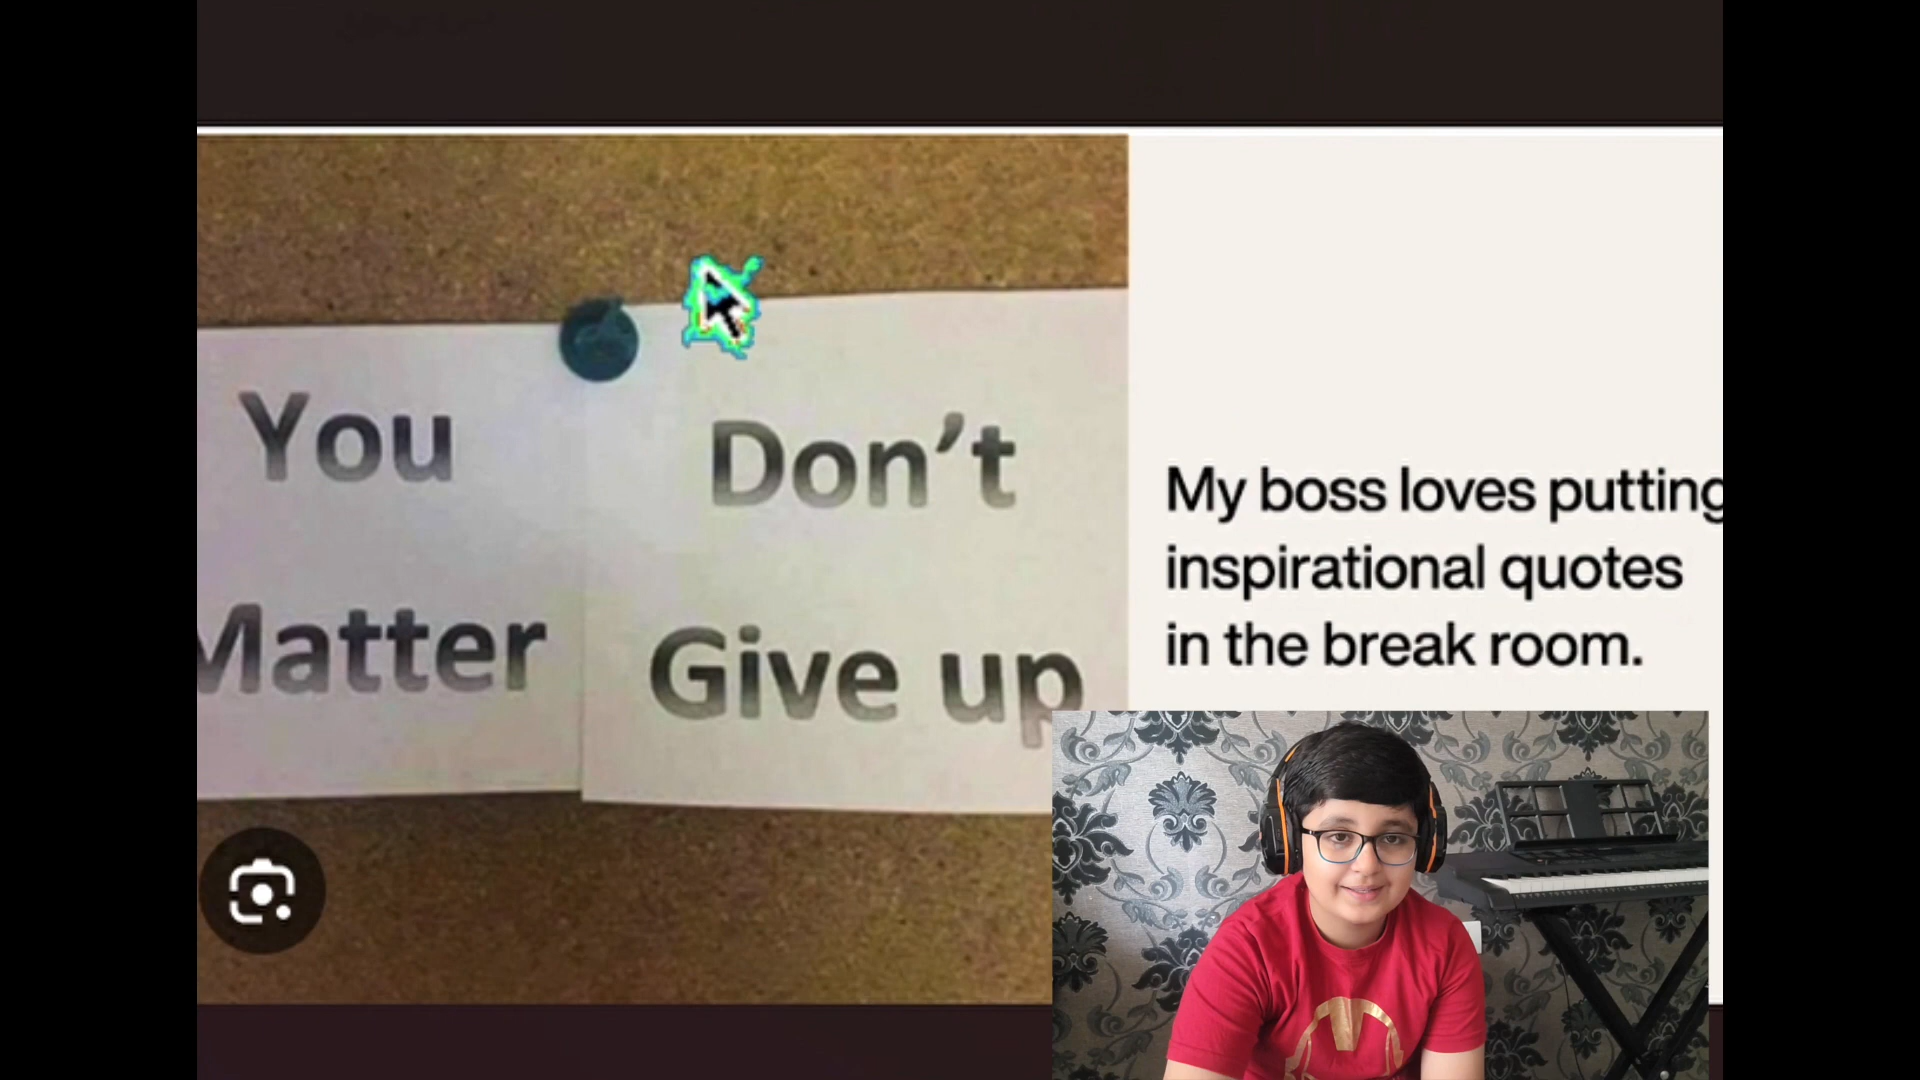 You Don't
Matter Give up
My boss loves putting
inspirational quotes
in the break room.